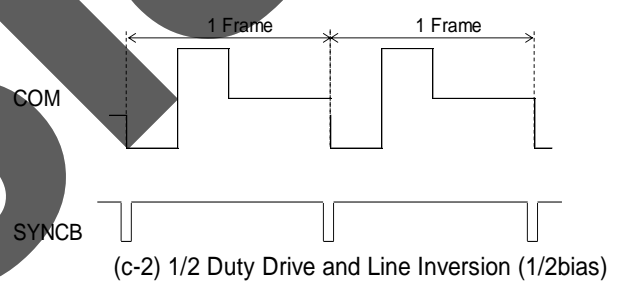 1 Frame
1 Frame
COM
SYNCB
(c-2) 1/2 Duty Drive and Line Inversion (1/2bias)